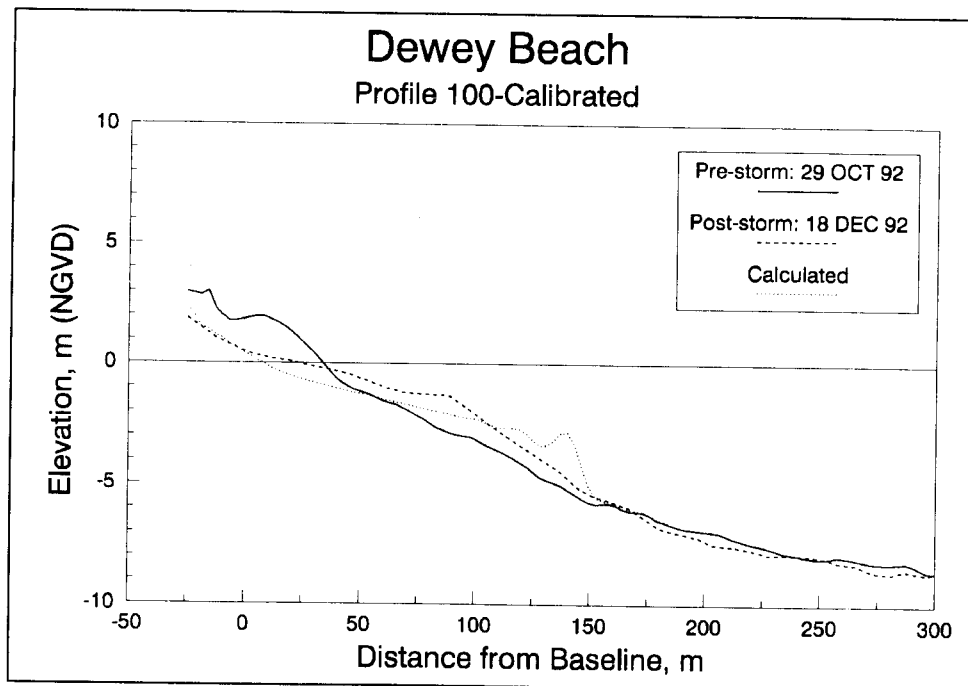 Dewey Beach
Profile 100-Calibrated
10
5
0
-5
-10
Elevation, m (NGVD)
Pre-storm: 29 OCT 92
Post-storm: 18 DEC 92
Calculated
-50
0
50
100
150
200
250
300
Distance from Baseline, m